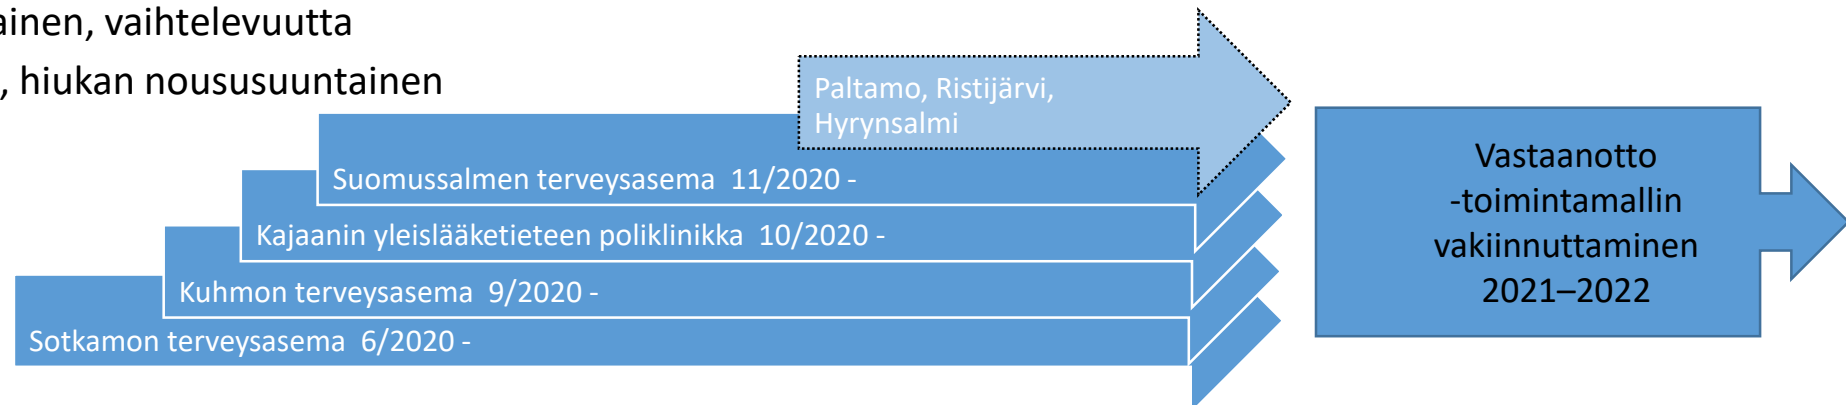 vaihtelevuutta
, hiukan noususuuntainen
Paltamo, Ristijärvi,
Hyrynsalmi
Suomussalmen terveysasema 11/2020 -
Kajaanin yleislääketieteen poliklinikka 10/2020 -
Kuhmon terveysasema 9/2020 -
Sotkamon terveysasema 6/2020 -
Vastaanotto
-toimintamallin
vakiinnuttaminen
2021–2022